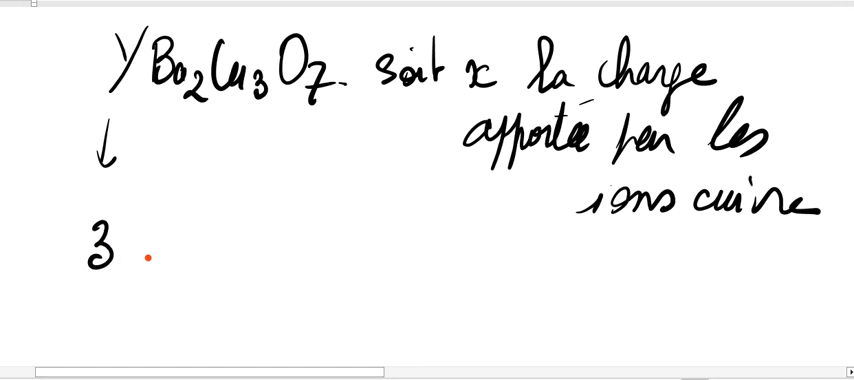 YBa2Cu3O7. soit x la charge
apportée par les
ions cuivre
↓
3